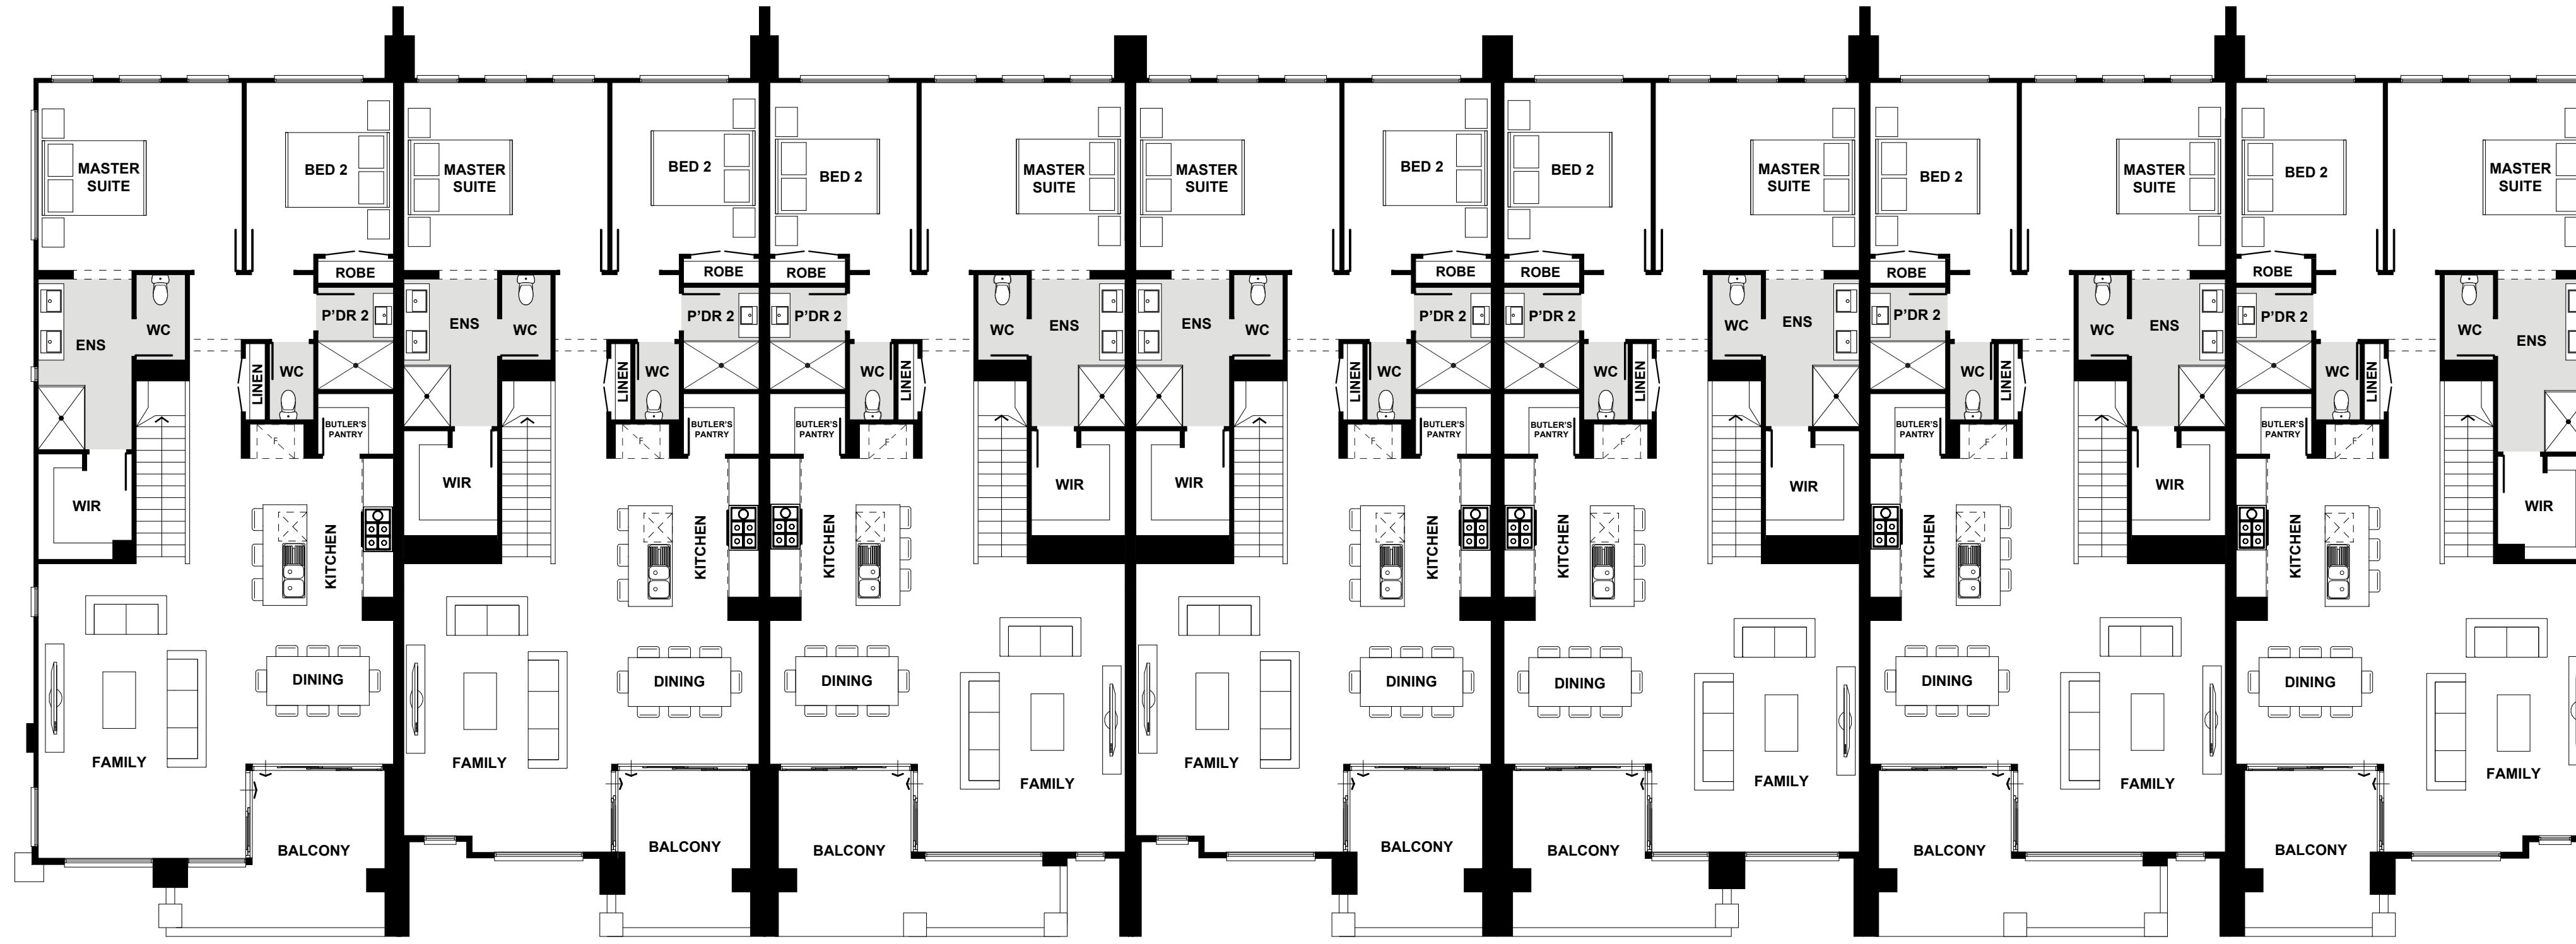 MASTER
SUITE
BED 2
ROBE
P'DR 2
WC
ENS
WC
LINEN
BUTLER'S
PANTRY
F
WIR
KITCHEN
DINING
FAMILY
BALCONY
MASTER
SUITE
BED 2
ROBE
P'DR 2
ENS
WC
WC
LINEN
BUTLER'S
PANTRY
F
WIR
KITCHEN
DINING
FAMILY
BALCONY
BED 2
MASTER
SUITE
ROBE
P'DR 2
WC
ENS
WC
LINEN
BUTLER'S
PANTRY
F
WIR
KITCHEN
DINING
FAMILY
BALCONY
MASTER
SUITE
BED 2
ROBE
P'DR 2
ENS
WC
LINEN
WC
BUTLER'S
PANTRY
F
WIR
KITCHEN
DINING
FAMILY
BALCONY
BED 2
MASTER
SUITE
ROBE
P'DR 2
WC
ENS
WC
LINEN
BUTLER'S
PANTRY
F
WIR
KITCHEN
DINING
FAMILY
BALCONY
BED 2
MASTER
SUITE
ROBE
P'DR 2
WC
ENS
WC
LINEN
BUTLER'S
PANTRY
F
WIR
KITCHEN
DINING
FAMILY
BALCONY
BED 2
MASTER
SUITE
ROBE
P'DR 2
WC
ENS
WC
LINEN
BUTLER'S
PANTRY
F
WIR
KITCHEN
DINING
FAMILY
BALCONY